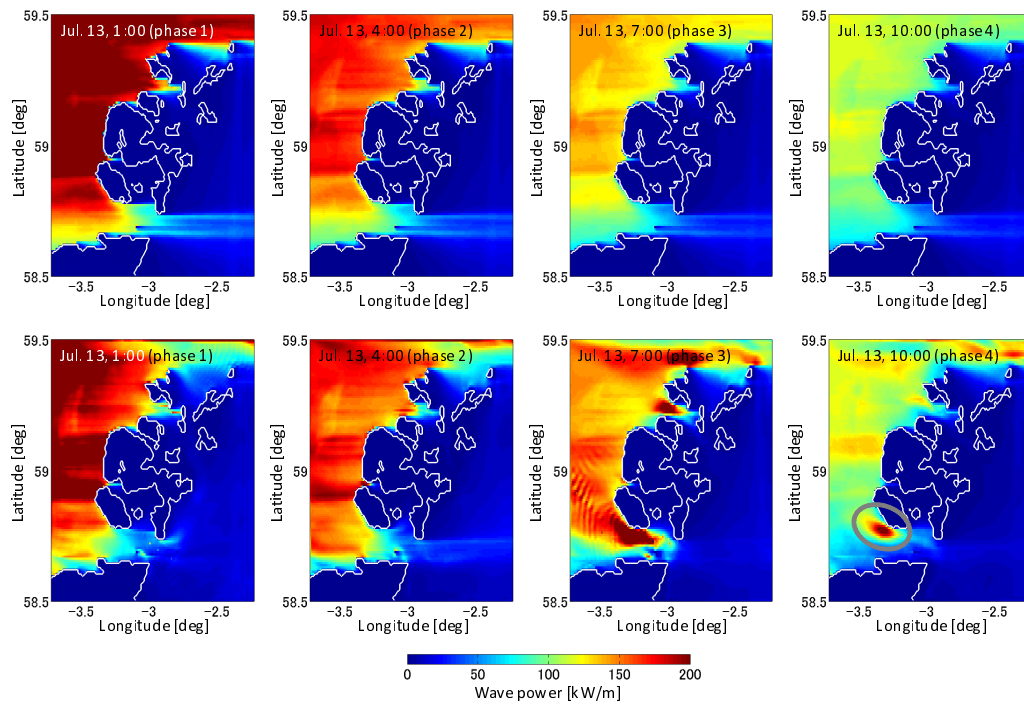 59.5
59
58.5
Latitude [deg]
Jul. 13, 1:00 (phase 1)
−3.5
−3
−2.5
Longitude [deg]
59.5
59
58.5
Latitude [deg]
Jul. 13, 4:00 (phase 2)
−3.5
−3
−2.5
Longitude [deg]
59.5
59
58.5
Latitude [deg]
Jul. 13, 7:00 (phase 3)
−3.5
−3
−2.5
Longitude [deg]
59.5
59
58.5
Latitude [deg]
Jul. 13, 10:00 (phase 4)
−3.5
−3
−2.5
Longitude [deg]
59.5
59
58.5
Latitude [deg]
Jul. 13, 1:00 (phase 1)
−3.5
−3
−2.5
Longitude [deg]
59.5
59
58.5
Latitude [deg]
Jul. 13, 4:00 (phase 2)
−3.5
−3
−2.5
Longitude [deg]
59.5
59
58.5
Latitude [deg]
Jul. 13, 7:00 (phase 3)
−3.5
−3
−2.5
Longitude [deg]
59.5
59
58.5
Latitude [deg]
Jul. 13, 10:00 (phase 4)
−3.5
−3
−2.5
Longitude [deg]
0 50 100 150 200
Wave power [kW/m]